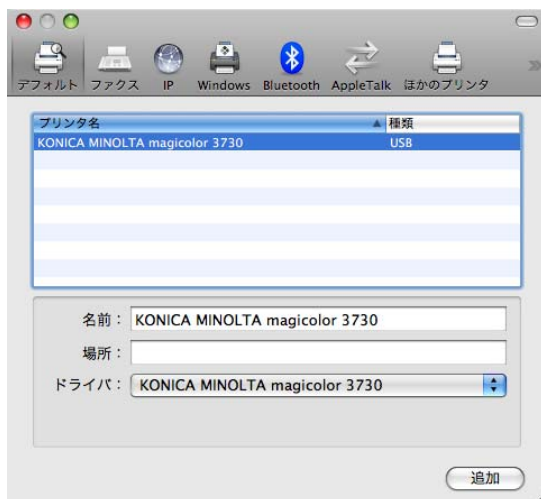 デフォルト ファクス IP Windows Bluetooth AppleTalk ほかのプリンタ
プリンタ名 種類
KONICA MINOLTA magicolor 3730 USB
名前： KONICA MINOLTA magicolor 3730
場所：
ドライバ： KONICA MINOLTA magicolor 3730
追加